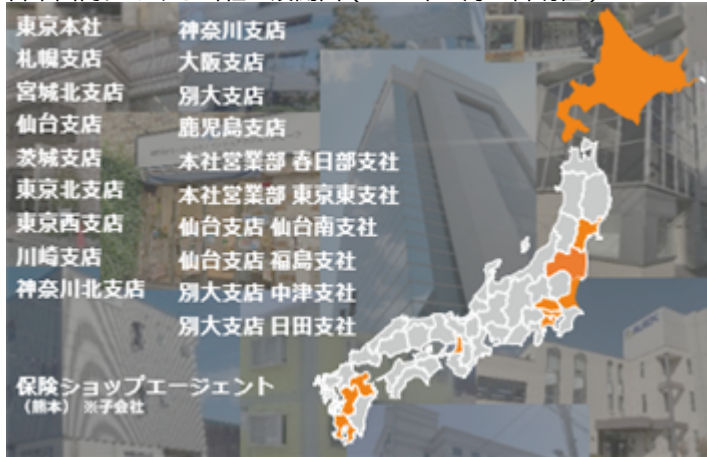 東京本社
札幌支店
宮城北支店
仙台支店
茨城支店
東京北支店
東京西支店
川崎支店
神奈川北支店
神奈川支店
大阪支店
別大支店
鹿児島支店
本社営業部 春日部支社
本社営業部 東京東支社
仙台支店 仙台南支社
仙台支店 福島支社
別大支店 中津支社
別大支店 日田支社
保険ショップエージェント
(熊本) ※子会社